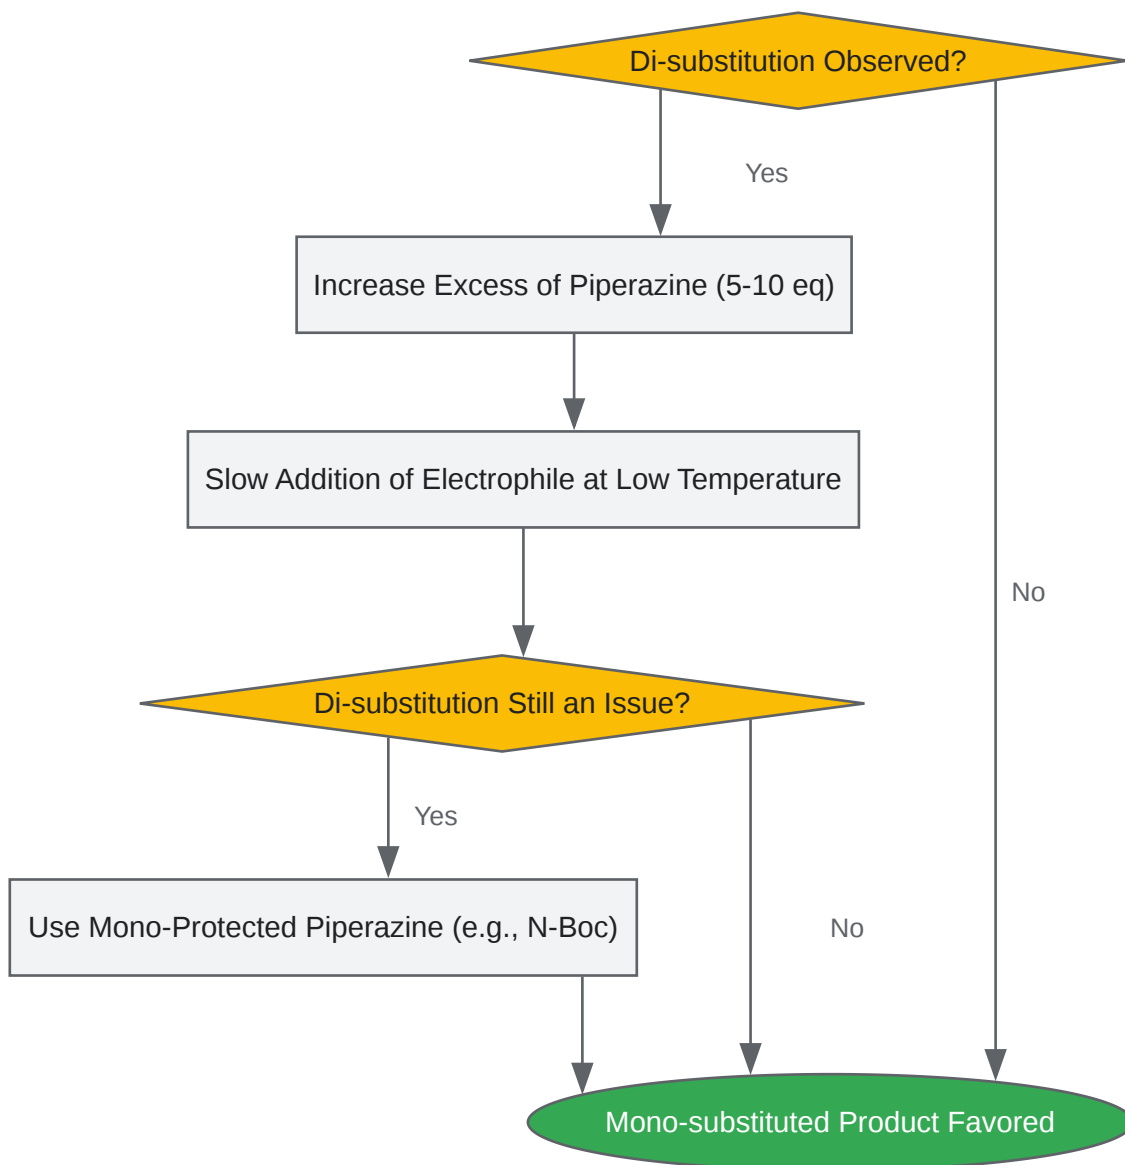 Di-substitution Observed?
Yes
Increase Excess of Piperazine (5-10 eq)
Slow Addition of Electrophile at Low Temperature
No
Di-substitution Still an Issue?
Yes
Use Mono-Protected Piperazine (e.g., N-Boc)
No
Mono-substituted Product Favored